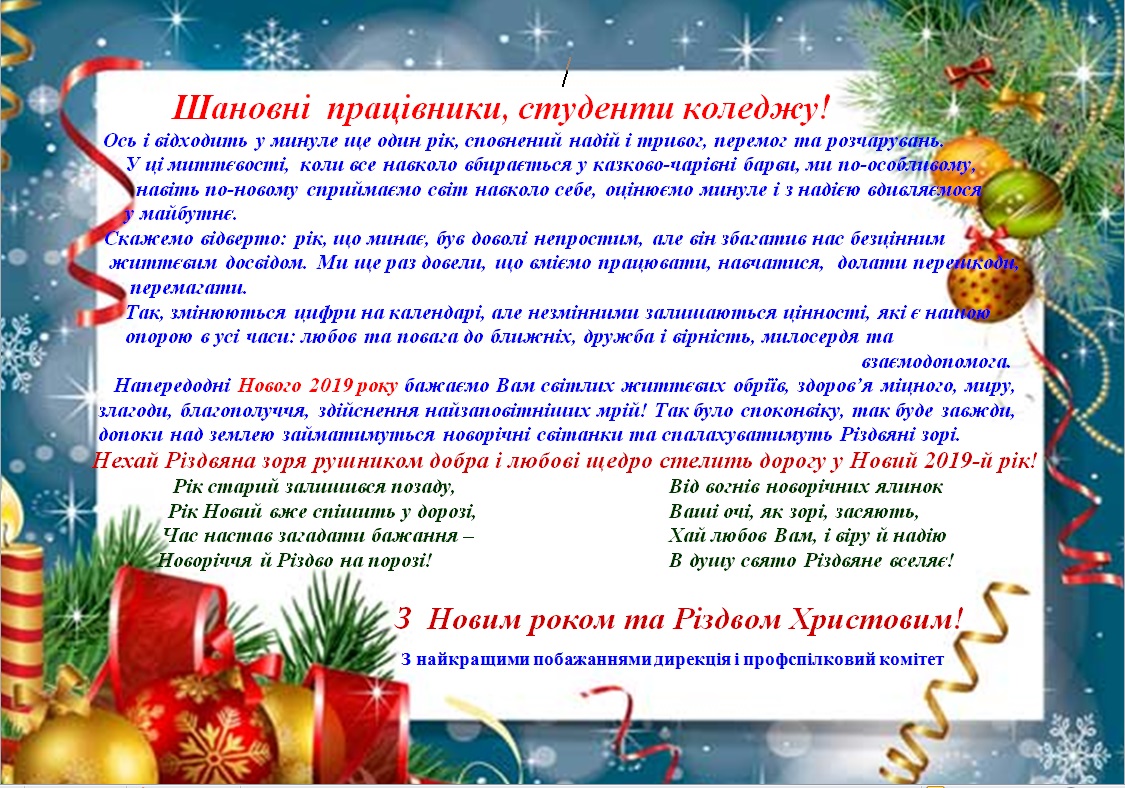 Шановні працівники, студенти коледжу!
Ось і відходить у минуле ще один рік, сповнений надій і тривог, перемог та розчарувань.
У ці миттєвості, коли все навколо вбирається у казково-чарівні барви, ми по-особливому,
навіть по-новому сприймаємо світ навколо себе, оцінюємо минуле і з надією вдивляємося
у майбутнє.
Скажемо відверто: рік, що минає, був доволі непростим, але він збагатив нас безцінним
життєвим досвідом. Ми ще раз довели, що вміємо працювати, навчатися, долати перешкоди,
перемагати.
Так, змінюються цифри на календарі, але незмінними залишаються цінності, які є нашою
опорою в усі часи: любов та повага до ближніх, дружба і вірність, милосердя та
взаємодопомога.
Напередодні Нового 2019 року бажаємо Вам світлих життєвих обріїв, здоров’я міцного, миру,
злагоди, благополуччя, здійснення найзаповітніших мрій! Так було споконвіку, так буде завжди,
допоки над землею займатимуться новорічні світанки та спалахуватимуть Різдвяні зорі.
Нехай Різдвяна зоря рушником добра і любові щедро стелить дорогу у Новий 2019-й рік!
Рік старий залишився позаду,
Рік Новий вже спішить у дорозі,
Час настав загадати бажання –
Новоріччя й Різдво на порозі!
Від вогнів новорічних ялинок
Ваші очі, як зорі, засяють,
Хай любов Вам, і віру й надію
В душу свято Різдвяне вселяє!
З Новим роком та Різдвом Христовим!
З найкращими побажаннями дирекція і профспілковий комітет